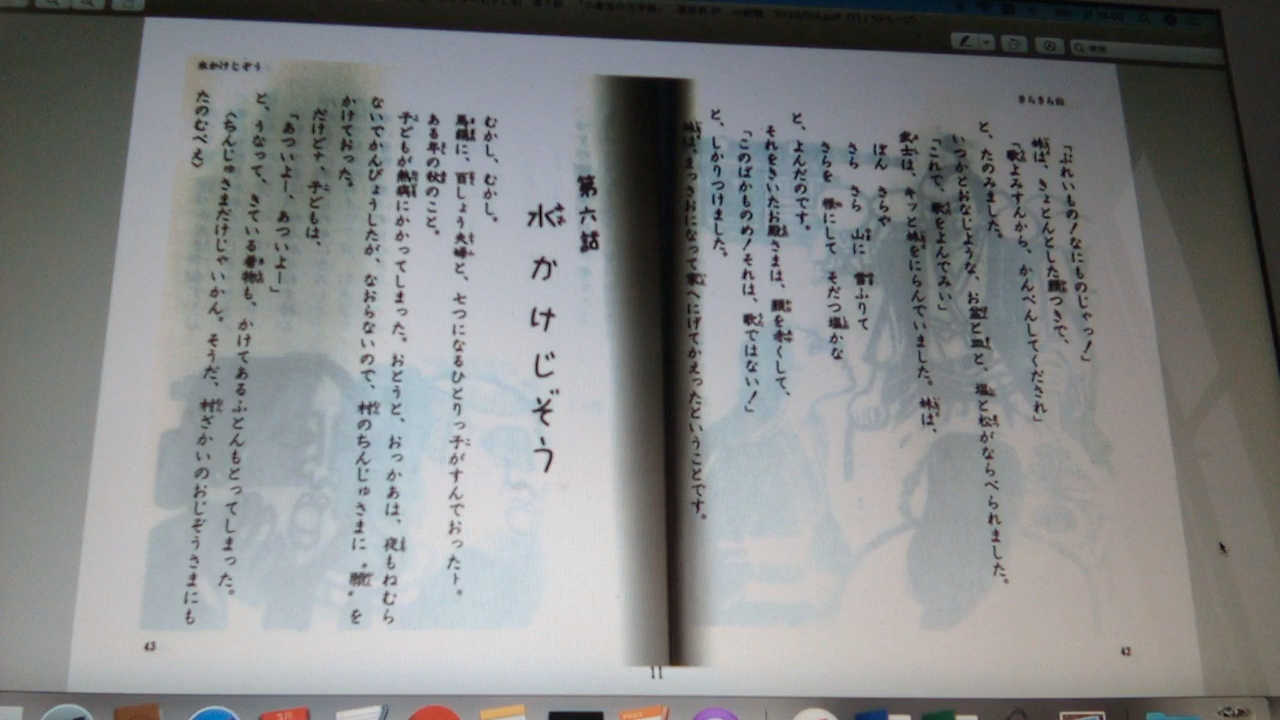 さらさら山
「ぶれいもの！なにものじゃっ！」
妹は、きょとんとした顔つきで、
「歌よみすんから、かんべんしてくだされ」
と、たのみました。
いつかとおなじような、お盆と皿と、塩と松がならべられました。
「これで、歌をよんでみい」
武士は、キッと妹をにらんでいました。妹は、
ぼん さらや
さら さら 山に 雪ふりて
さらを 根にして そだつ塩かな
と、よんだのです。
それをきいたお殿さまは、顔を赤くして、
「このばかものめ！それは、歌ではない！」
と、しかりつけました。
妹は、まっさおになって家へにげてかえったということです。
42
第六話
水かけじぞう
むかし、むかし。
馬籠に、百しょう夫婦と、七つになるひとりっ子がすんでおったト。
ある年の秋のこと。
子どもが熱病にかかってしまった。おとうと、おっかあは、夜もねむら
ないでかんびょうしたが、なおらないので、村のちんじゅさまに〝願〟を
かけておった。
だけどナ、子どもは、
「あついよー、あついよー」
と、うなって、きている着物も、かけてあるふとんもとってしまった。
（ちんじゅさまだけじゃいかん。そうだ、村ざかいのおじぞうさまにも
たのむべえ）
水かけじぞう
43
11